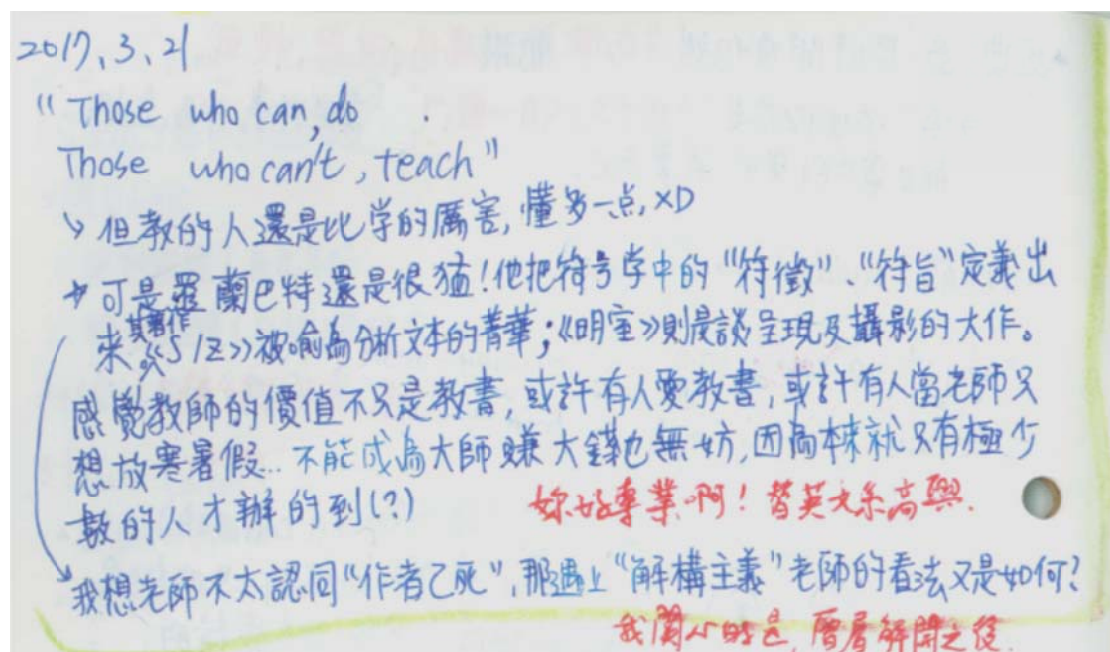 2017.3.21
"Those who can, do.
Those who can't, teach"
↘ 但教的人還是比学的厲害,懂多一点,XD
→ 可是羅蘭巴特還是很猛!他把符号学中的"符徵"、"符旨"定義出
來,其著作《S/Z》被喻為分析文本的菁華;《明室》則是談呈現及攝影的大作。
感覺教師的價值不只是教書,或許有人愛教書,或許有人當老師只
想放寒暑假…不能成為大師賺大錢也無妨,因為本來就只有極少
數的人才辦的到(?)
妳好專業啊!替英文系高興.
我想老師不太認同"作者已死",那遇上"解構主義"老師的看法又是如何?
我關心的是,層層解開之後